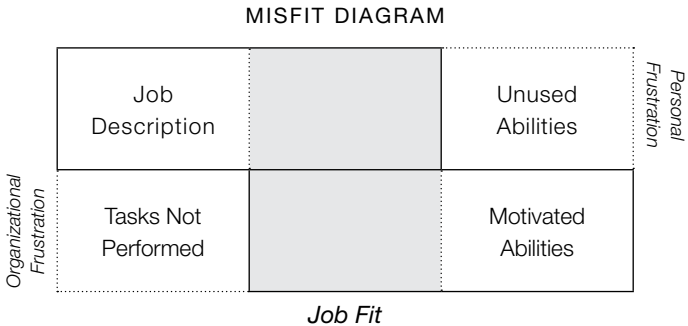 MISFIT DIAGRAM
Job
Description
Unused
Abilities
Personal
Frustration
Organizational
Frustration
Tasks Not
Performed
Motivated
Abilities
Job Fit